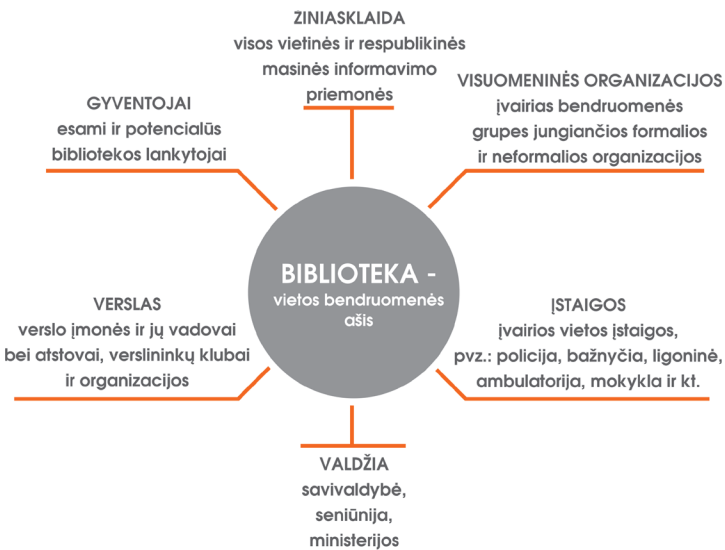 ZINIASKLAIDA
visos vietinės ir respublikinės
masinės informavimo
priemonės
VISUOMENINĖS ORGANIZACIJOS
įvairias bendruomenės
grupes jungiančios formalios
ir neformalios organizacijos
GYVENTOJAI
esami ir potencialūs
bibliotekos lankytojai
BIBLIOTEKA -
vietos bendruomenės
ašis
VERSLAS
verslo įmonės ir jų vadovai
bei atstovai, verslininkų klubai
ir organizacijos
ĮSTAIGOS
įvairios vietos įstaigos,
pvz.: policija, bažnyčia, ligoninė,
ambulatorija, mokykla ir kt.
VALDŽIA
savivaldybė,
seniūnija,
ministerijos